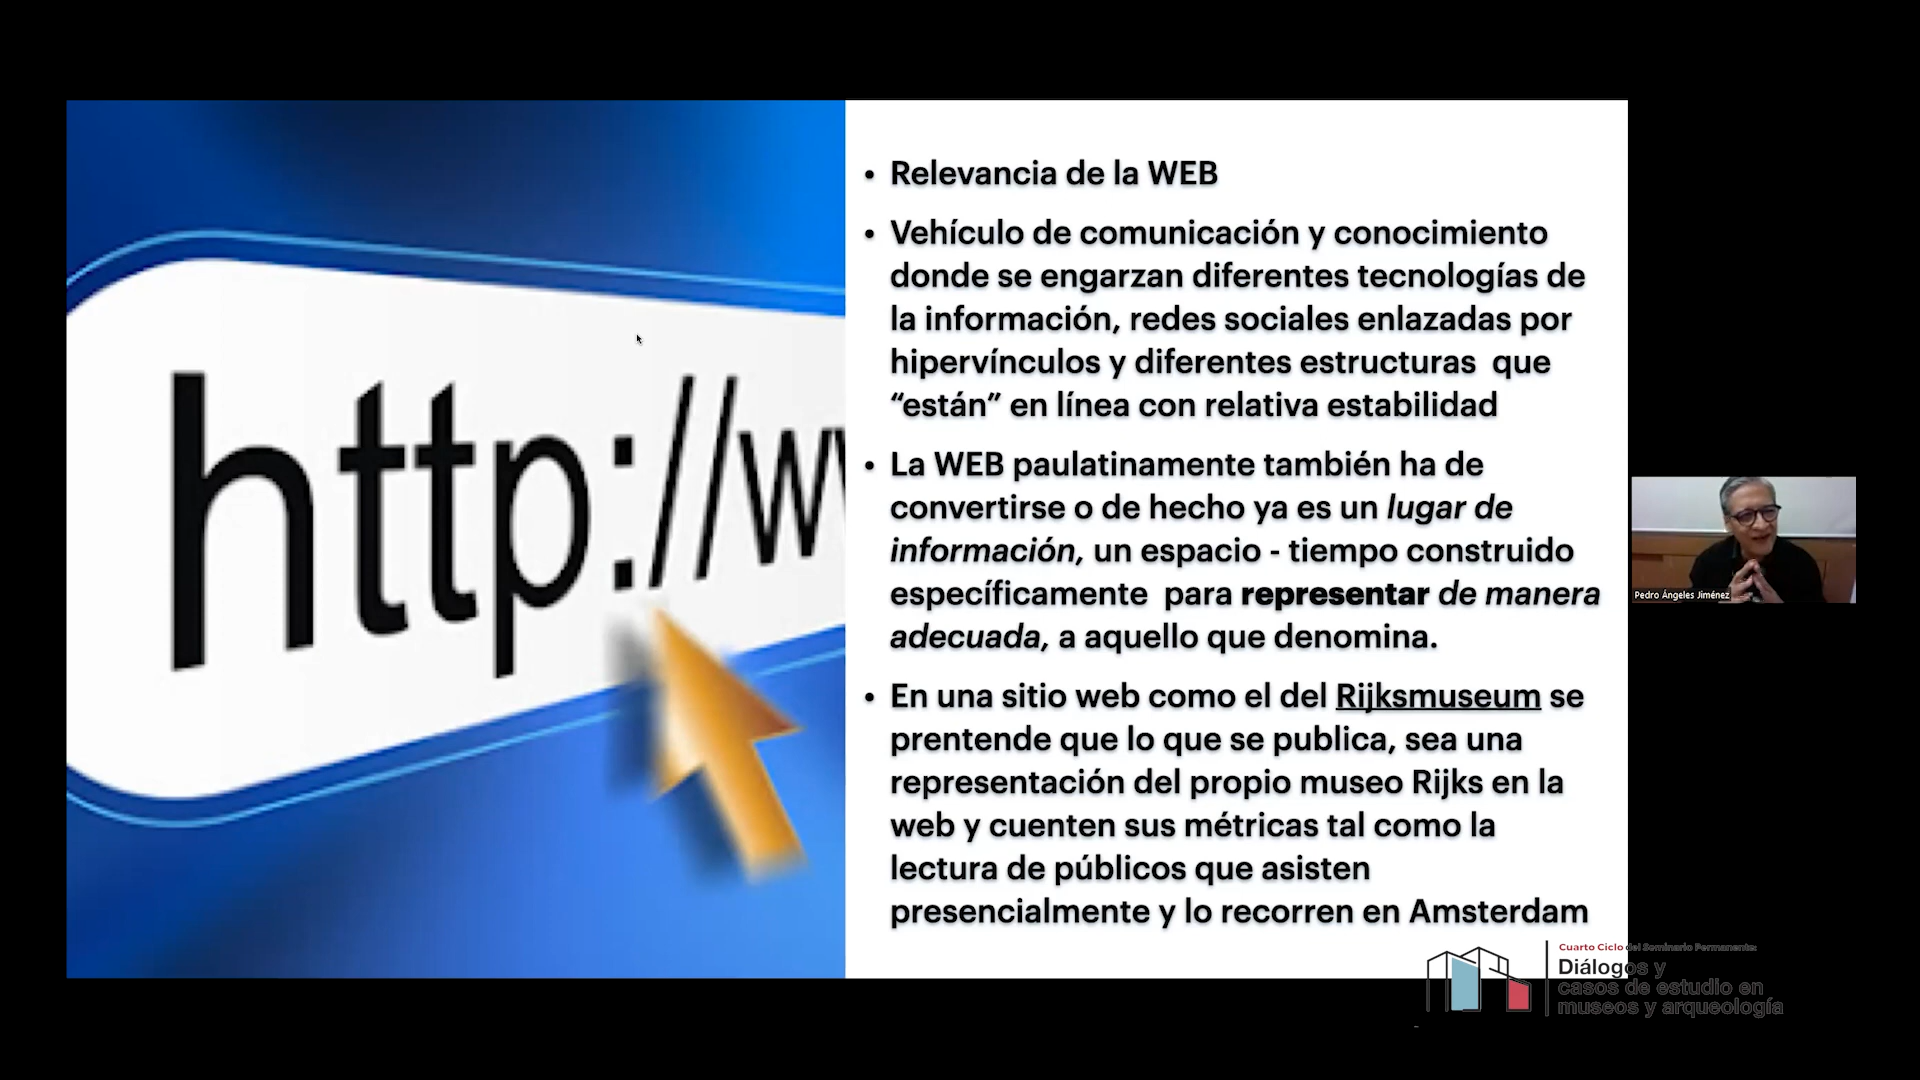 http://w
• Relevancia de la WEB
• Vehículo de comunicación y conocimiento
donde se engarzan diferentes tecnologías de
la información, redes sociales enlazadas por
hipervínculos y diferentes estructuras que
“están” en línea con relativa estabilidad
• La WEB paulatinamente también ha de
convertirse o de hecho ya es un lugar de
información, un espacio - tiempo construido
específicamente para representar de manera
adecuada, a aquello que denomina.
• En una sitio web como el del Rijksmuseum se
prentende que lo que se publica, sea una
representación del propio museo Rijks en la
web y cuenten sus métricas tal como la
lectura de públicos que asisten
presencialmente y lo recorren en Amsterdam
Pedro Ángeles Jiménez
Cuarto Ciclo del Seminario Permanente:
Diálogos y
casos de estudio en
museos y arqueología